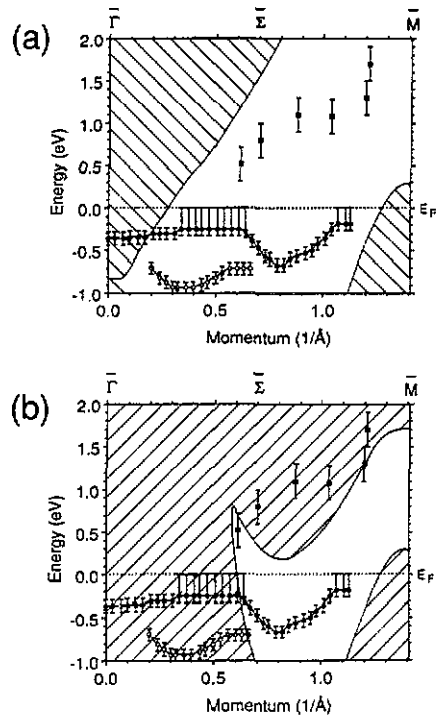 (a)
Γ̅ Σ̅ M̅
2.0
1.5
1.0
0.5
0.0
-0.5
-1.0
Energy (eV)
E_F
0.0 0.5 1.0
Momentum (1/Å)
(b)
Γ̅ Σ̅ M̅
2.0
1.5
1.0
0.5
0.0
-0.5
-1.0
Energy (eV)
E_F
0.0 0.5 1.0
Momentum (1/Å)